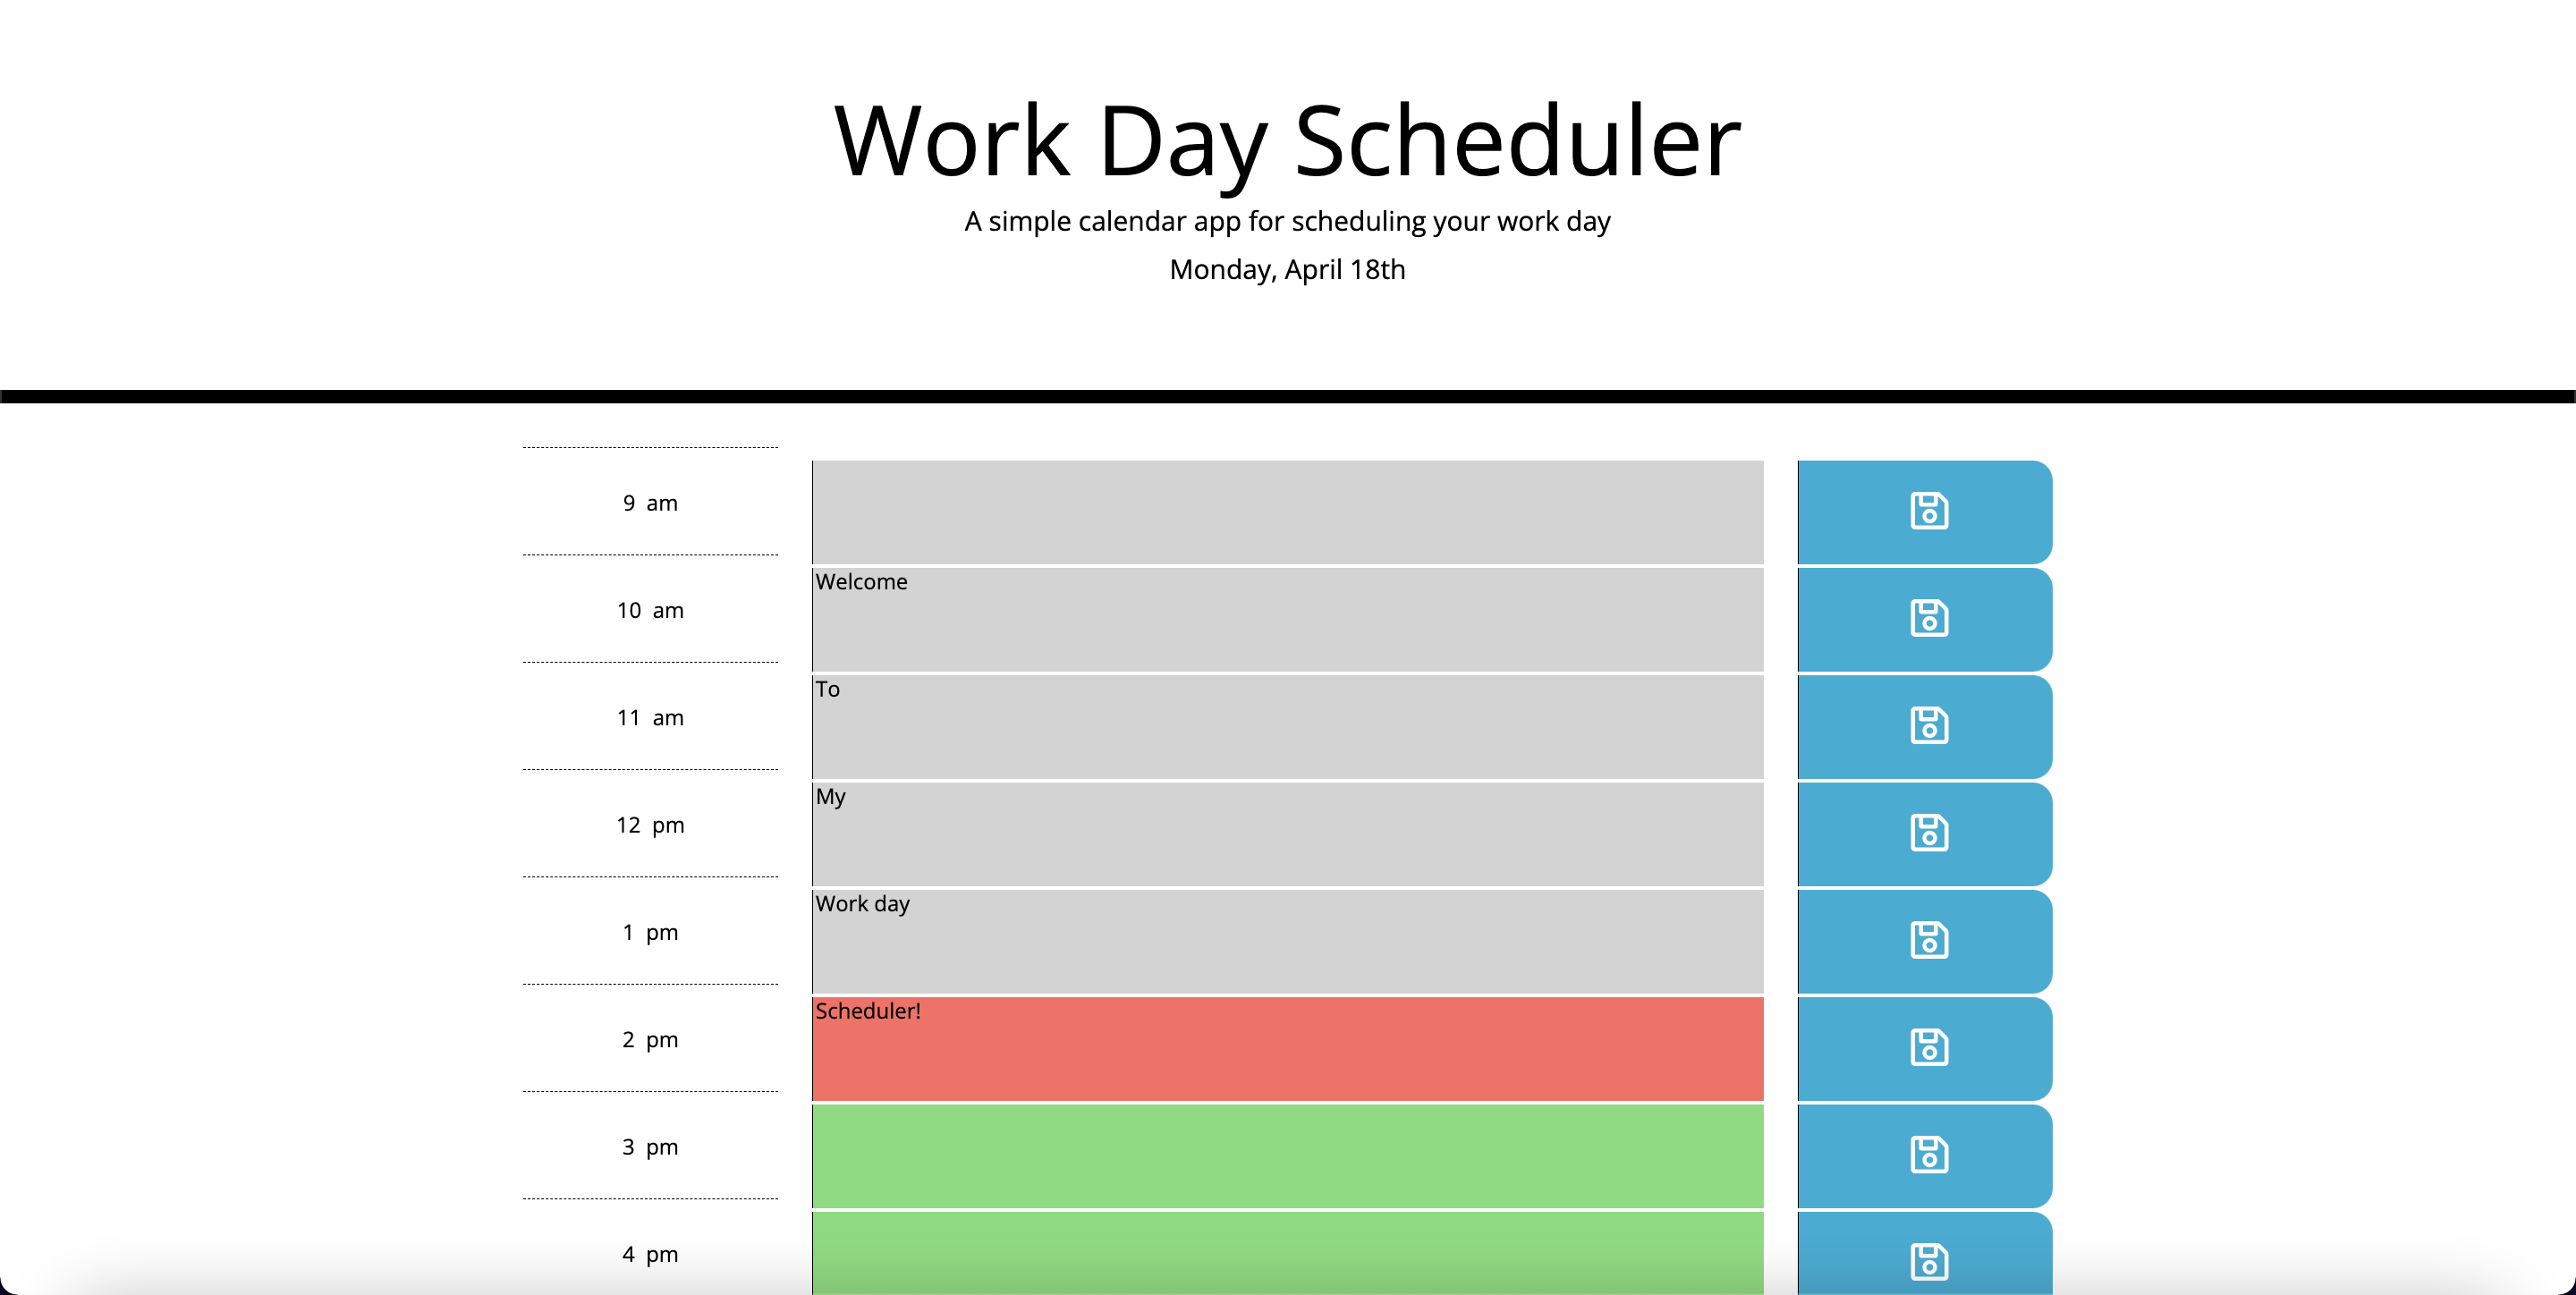 Work Day Scheduler
A simple calendar app for scheduling your work day
Monday, April 18th
9 am
10 am Welcome
11 am To
12 pm My
1 pm Work day
2 pm Scheduler!
3 pm
4 pm